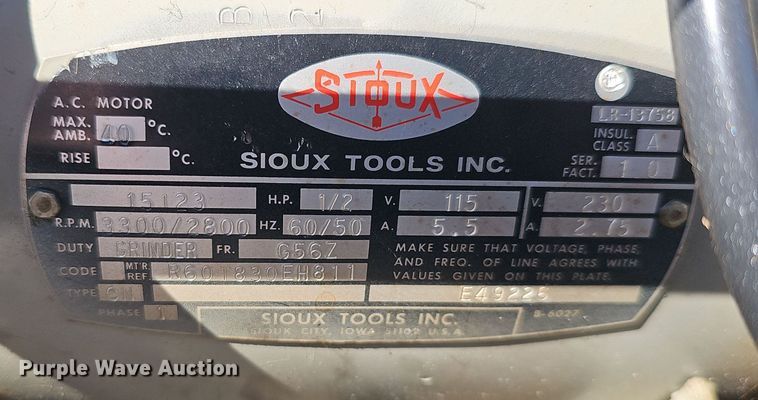 B
2
SIOUX
A.C. MOTOR
MAX. AMB. 40 °C.
LR-13758
INSUL. CLASS A
RISE °C.
SIOUX TOOLS INC.
SER. FACT. 1.0
15123 H.P. 1/2 V. 115 V. 230
R.P.M. 3300/2800 HZ. 60/50 A. 5.5 A. 2.75
DUTY GRINDER FR. G56Z
MAKE SURE THAT VOLTAGE, PHASE,
AND FREQ. OF LINE AGREES WITH
VALUES GIVEN ON THIS PLATE.
CODE MTR. REF. R601830EH811
TYPE E49225
PHASE 1
SIOUX TOOLS INC.
SIOUX CITY, IOWA 51102 U.S.A.
B-6027
Purple Wave Auction